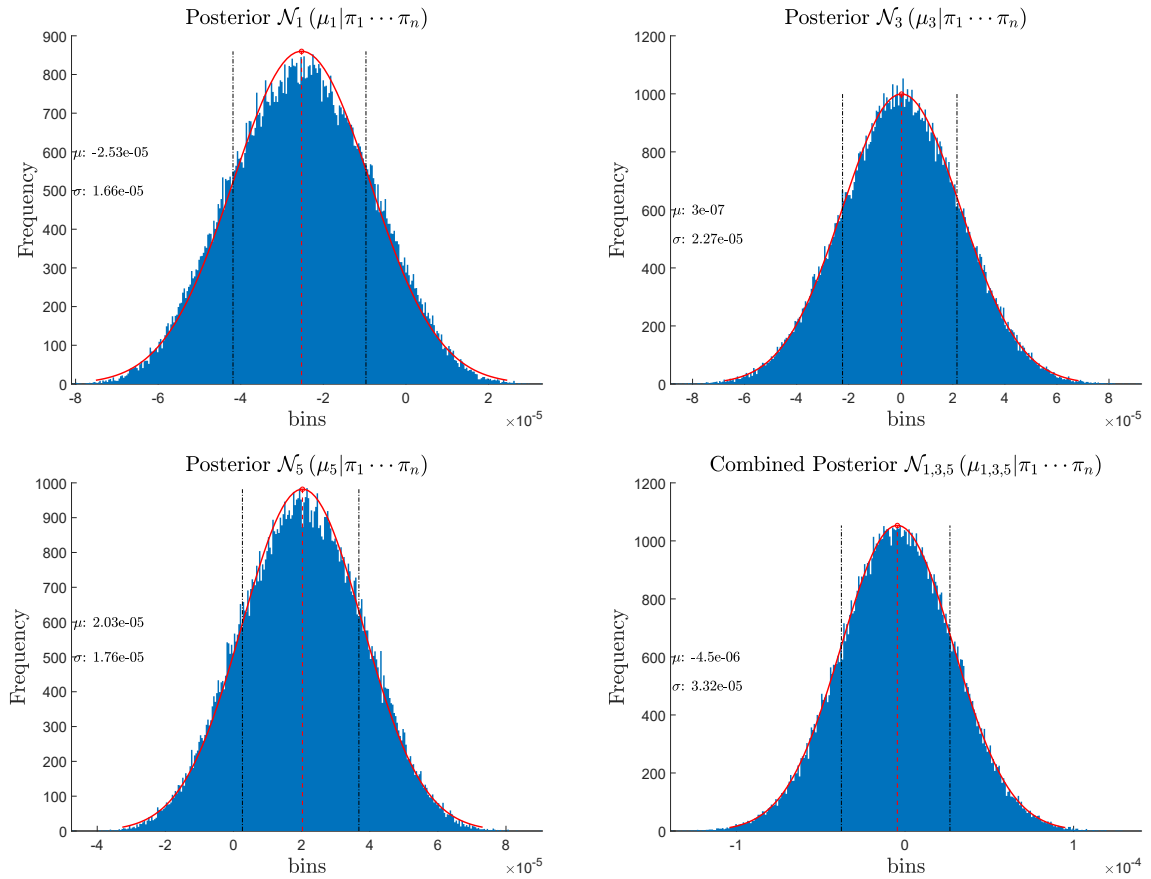 Posterior 𝒩₁ (μ₁|π₁ ⋯ πₙ)
900
800
700
600
500
400
300
200
100
0
Frequency
μ: -2.53e-05
σ: 1.66e-05
-8 -6 -4 -2 0 2
×10⁻⁵
bins
Posterior 𝒩₃ (μ₃|π₁ ⋯ πₙ)
1200
1000
800
600
400
200
0
Frequency
μ: 3e-07
σ: 2.27e-05
-8 -6 -4 -2 0 2 4 6 8
×10⁻⁵
bins
Posterior 𝒩₅ (μ₅|π₁ ⋯ πₙ)
1000
900
800
700
600
500
400
300
200
100
0
Frequency
μ: 2.03e-05
σ: 1.76e-05
-4 -2 0 2 4 6 8
×10⁻⁵
bins
Combined Posterior 𝒩₁,₃,₅ (μ₁,₃,₅|π₁ ⋯ πₙ)
1200
1000
800
600
400
200
0
Frequency
μ: -4.5e-06
σ: 3.32e-05
-1 0 1
×10⁻⁴
bins